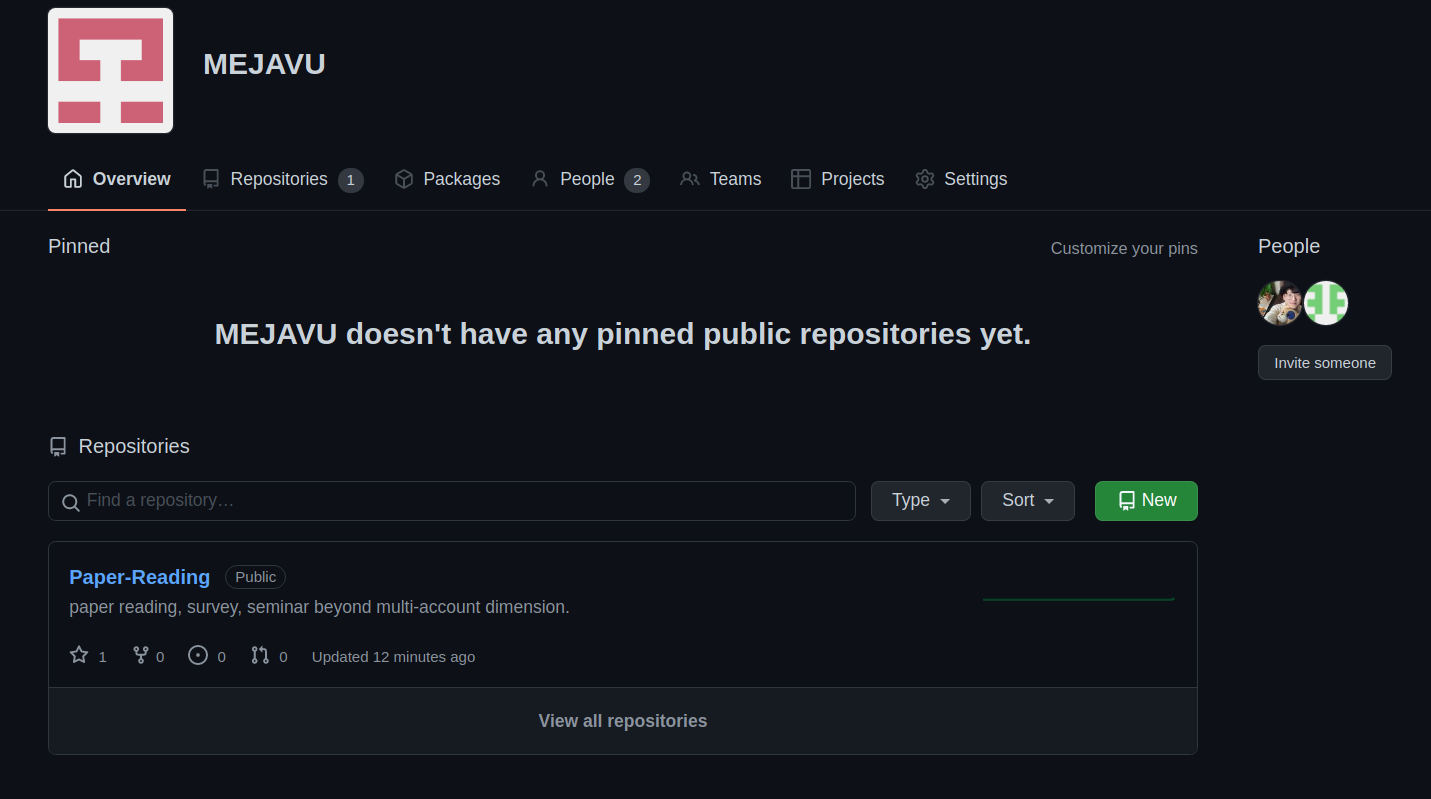 MEJAVU
Overview Repositories 1 Packages People 2 Teams Projects Settings
Pinned Customize your pins
MEJAVU doesn't have any pinned public repositories yet.
People
Invite someone
Repositories
Find a repository… Type Sort New
Paper-Reading Public
paper reading, survey, seminar beyond multi-account dimension.
1 0 0 0 Updated 12 minutes ago
View all repositories